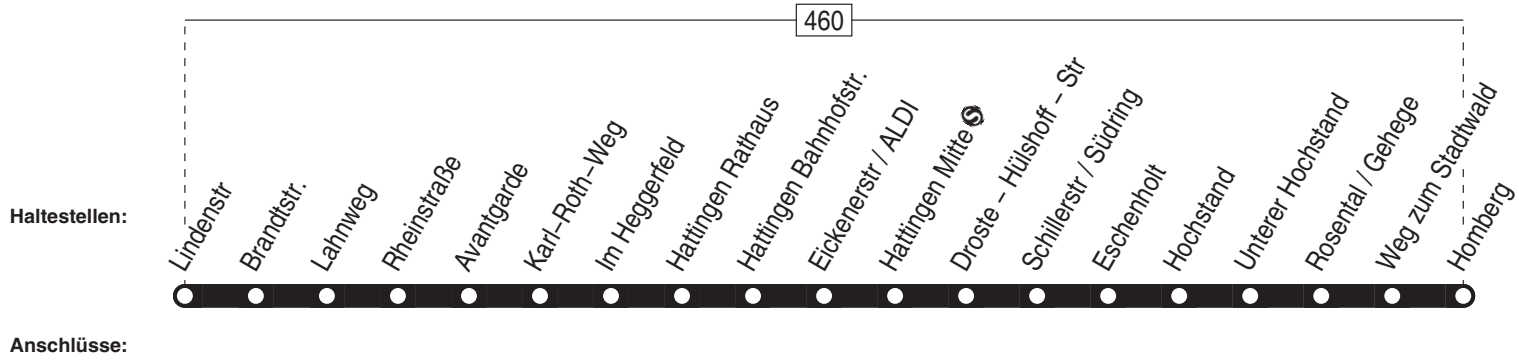 460
Haltestellen:
Lindenstr
Brandtstr.
Lahnweg
Rheinstraße
Avantgarde
Karl–Roth–Weg
Im Heggerfeld
Hattingen Rathaus
Hattingen Bahnhofstr.
Eickenerstr / ALDI
Hattingen Mitte S
Droste – Hülshoff – Str
Schillerstr / Südring
Eschenholt
Hochstand
Unterer Hochstand
Rosental / Gehege
Weg zum Stadtwald
Homberg
Anschlüsse: